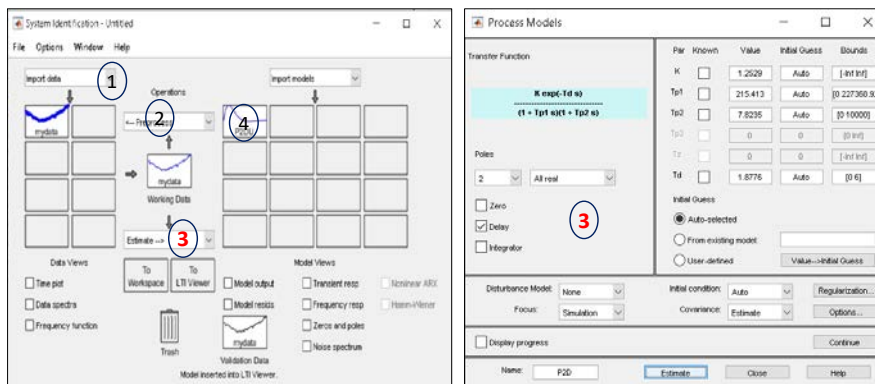 System Identification - Untitled
File Options Window Help
Import data
1
Import models
Operations
mydata
2
<-- Preprocess
4
P2DU
mydata
Working Data
Estimate -->
3
Data Views
To Workspace
To LTI Viewer
Model Views
Time plot
Data spectra
Frequency function
Model output
Model resids
Transient resp
Frequency resp
Zeros and poles
Noise spectrum
Nonlinear ARX
Hamm-Wiener
Trash
mydata
Validation Data
Model inserted into LTI Viewer.
Process Models
Transfer Function
K exp(-Td s)
(1 + Tp1 s)(1 + Tp2 s)
Poles
2
All real
Zero
Delay
Integrator
3
Par Known Value Initial Guess Bounds
K 1.2529 Auto [-Inf Inf]
Tp1 215.413 Auto [0 227360.92
Tp2 7.8235 Auto [0 10000]
Tp3 0 0 [0 Inf]
Tz 0 0 [-Inf Inf]
Td 1.8776 Auto [0 6]
Initial Guess
Auto-selected
From existing model:
User-defined
Value-->Initial Guess
Disturbance Model: None
Initial condition: Auto
Regularization...
Focus: Simulation
Covariance: Estimate
Options...
Display progress
Continue
Name: P2D
Estimate
Close
Help